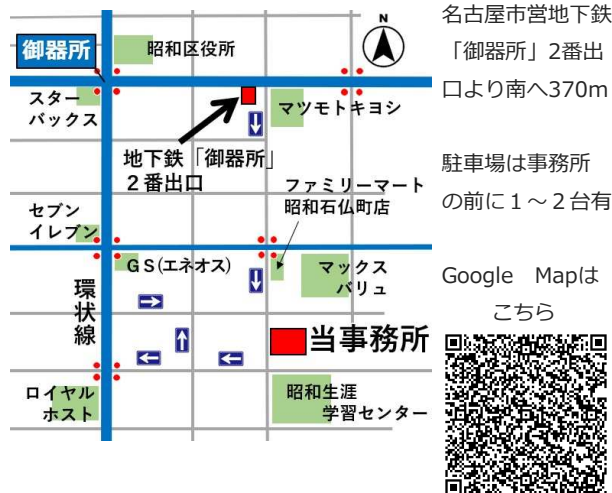 N
御器所
昭和区役所
スター
バックス
マツモトキヨシ
地下鉄「御器所」
２番出口
ファミリーマート
昭和石仏町店
セブン
イレブン
ＧＳ(エネオス)
マックス
バリュ
環状線
当事務所
ロイヤル
ホスト
昭和生涯
学習センター
名古屋市営地下鉄
「御器所」2番出
口より南へ370m
駐車場は事務所
の前に１～２台有
Google　Mapは
こちら